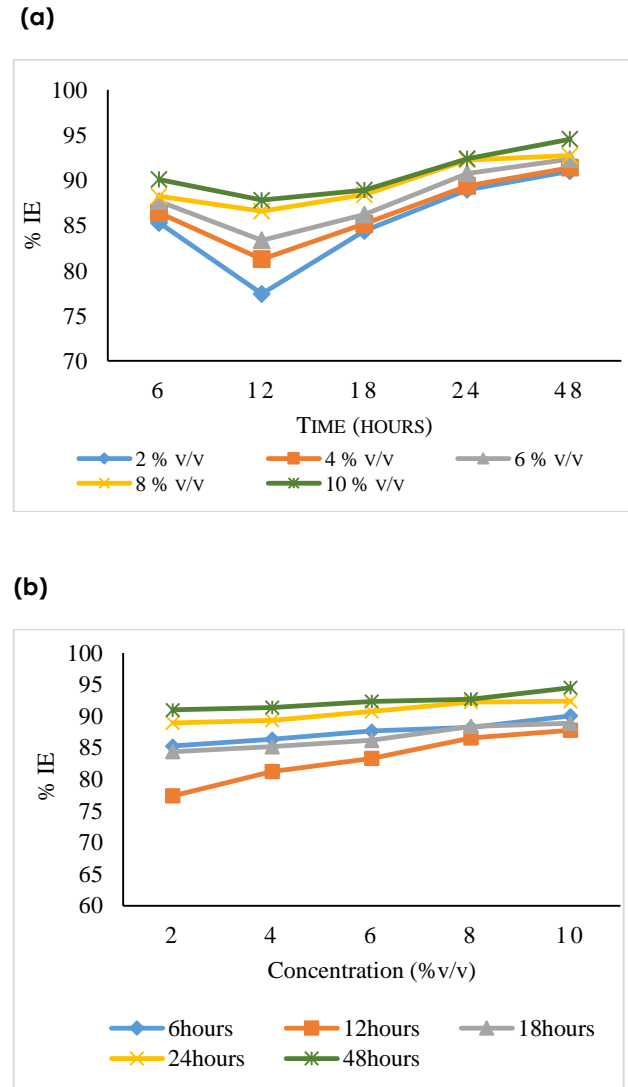 (a)
100
95
90
85
80
75
70
% IE
6 12 18 24 48
TIME (HOURS)
2 % v/v 4 % v/v 6 % v/v
8 % v/v 10 % v/v
(b)
100
95
90
85
80
75
70
65
60
% IE
2 4 6 8 10
Concentration (%v/v)
6hours 12hours 18hours
24hours 48hours